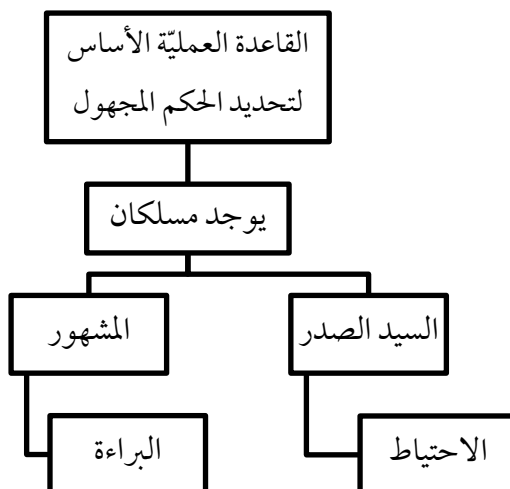 القاعدة العمليّة الأساس
لتحديد الحكم المجهول
يوجد مسلكان
السيد الصدر
المشهور
الاحتياط
البراءة